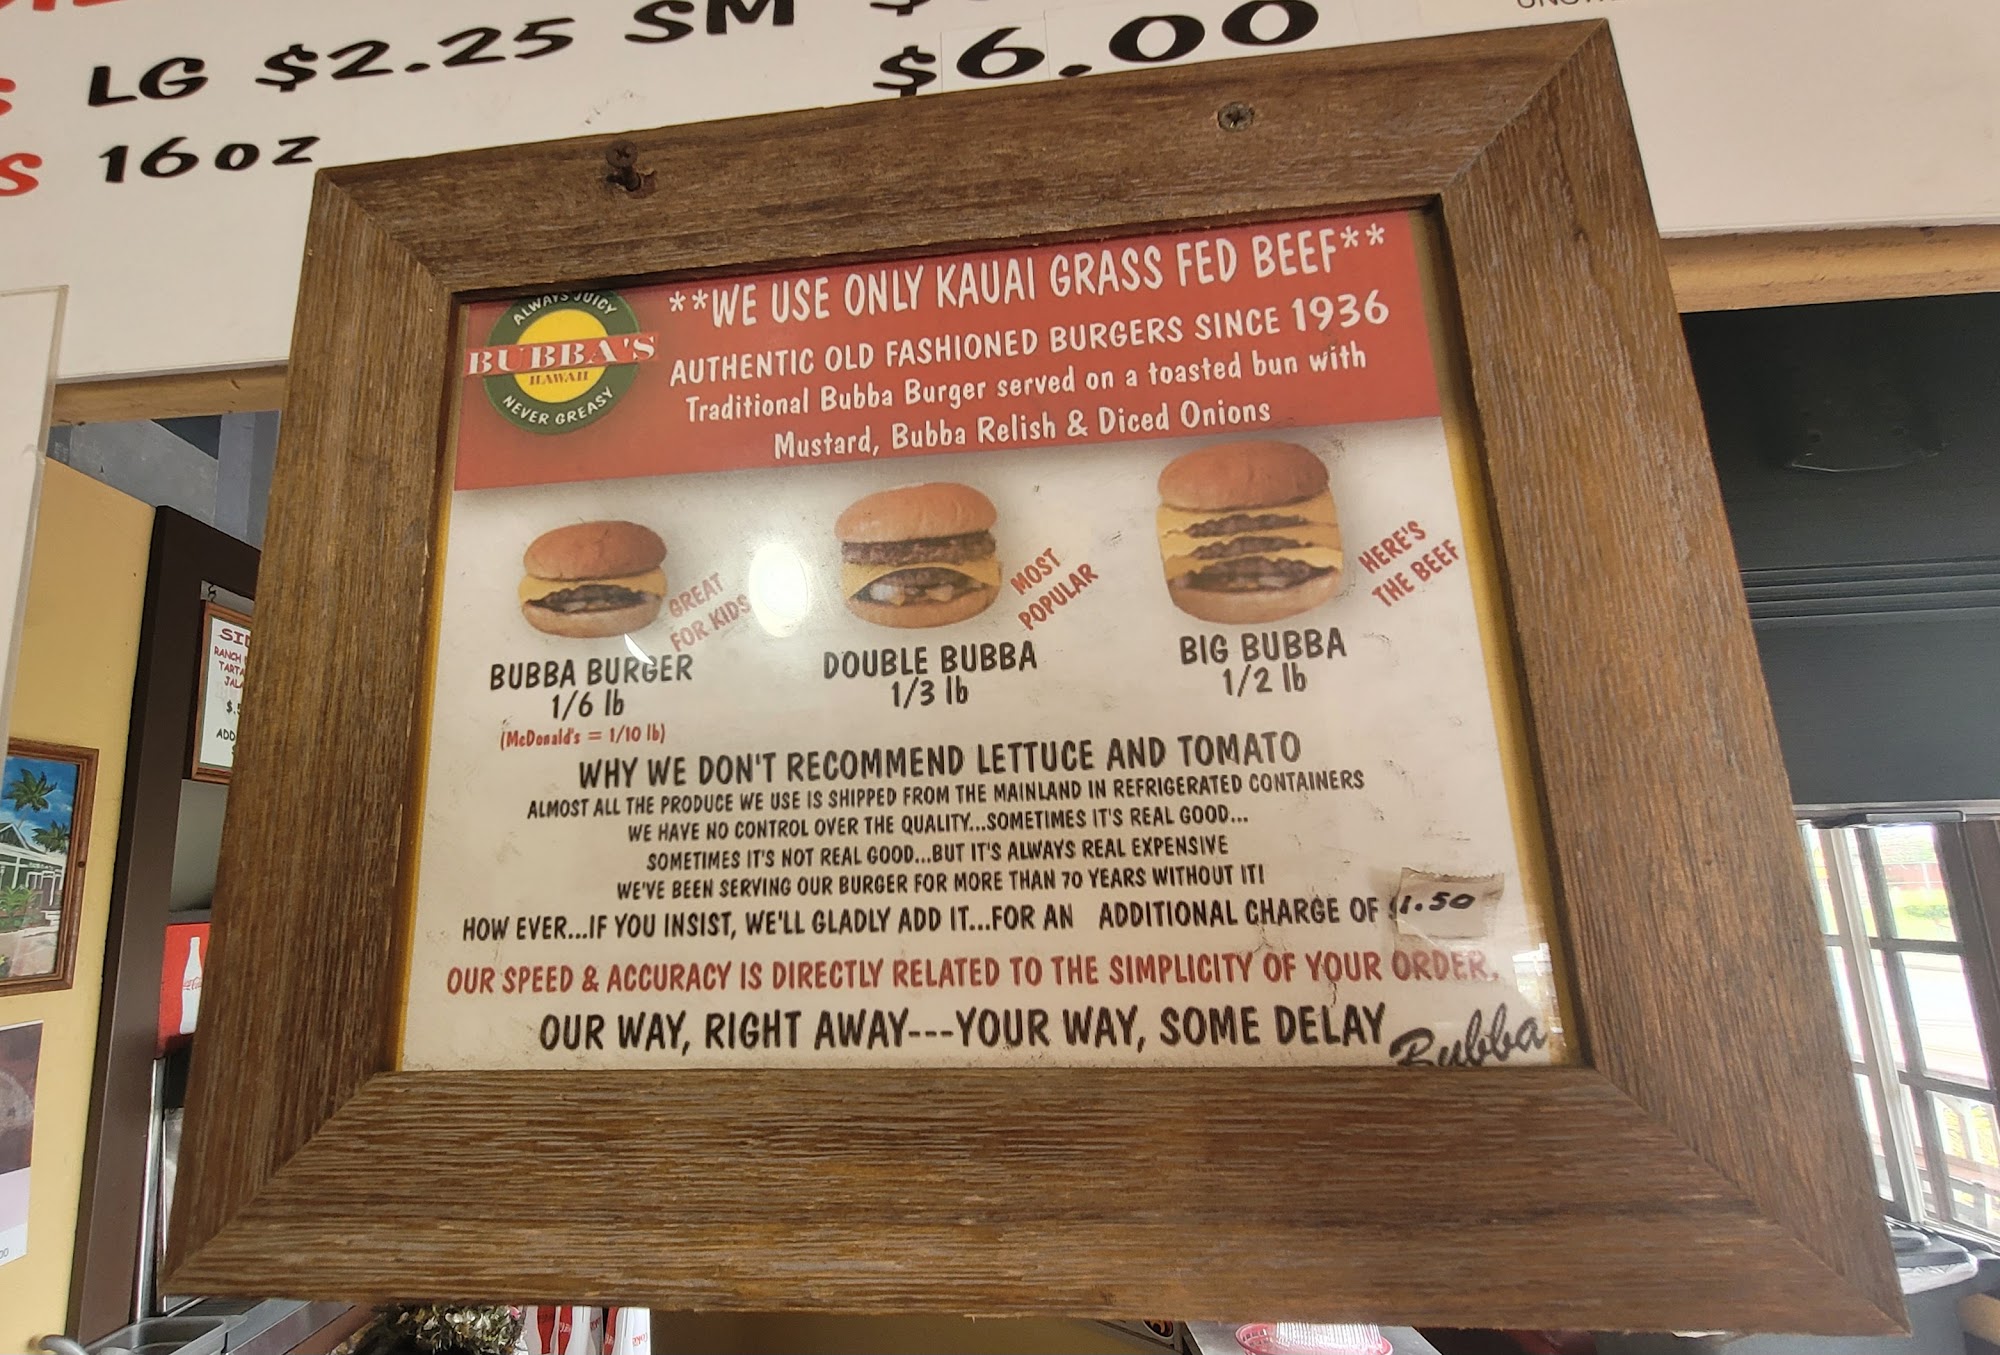 LG $2.25 SM
$6.00
16oz
ALWAYS JUICY
BUBBA'S
HAWAII
NEVER GREASY
**WE USE ONLY KAUAI GRASS FED BEEF**
AUTHENTIC OLD FASHIONED BURGERS SINCE 1936
Traditional Bubba Burger served on a toasted bun with
Mustard, Bubba Relish & Diced Onions
GREAT
FOR KIDS
MOST
POPULAR
HERE'S
THE BEEF
BUBBA BURGER
1/6 lb
(McDonald's = 1/10 lb)
DOUBLE BUBBA
1/3 lb
BIG BUBBA
1/2 lb
WHY WE DON'T RECOMMEND LETTUCE AND TOMATO
ALMOST ALL THE PRODUCE WE USE IS SHIPPED FROM THE MAINLAND IN REFRIGERATED CONTAINERS
WE HAVE NO CONTROL OVER THE QUALITY...SOMETIMES IT'S REAL GOOD...
SOMETIMES IT'S NOT REAL GOOD...BUT IT'S ALWAYS REAL EXPENSIVE
WE'VE BEEN SERVING OUR BURGER FOR MORE THAN 70 YEARS WITHOUT IT!
HOW EVER...IF YOU INSIST, WE'LL GLADLY ADD IT...FOR AN ADDITIONAL CHARGE OF $1.50
OUR SPEED & ACCURACY IS DIRECTLY RELATED TO THE SIMPLICITY OF YOUR ORDER.
OUR WAY, RIGHT AWAY---YOUR WAY, SOME DELAY
Bubba
RANCH
ADD